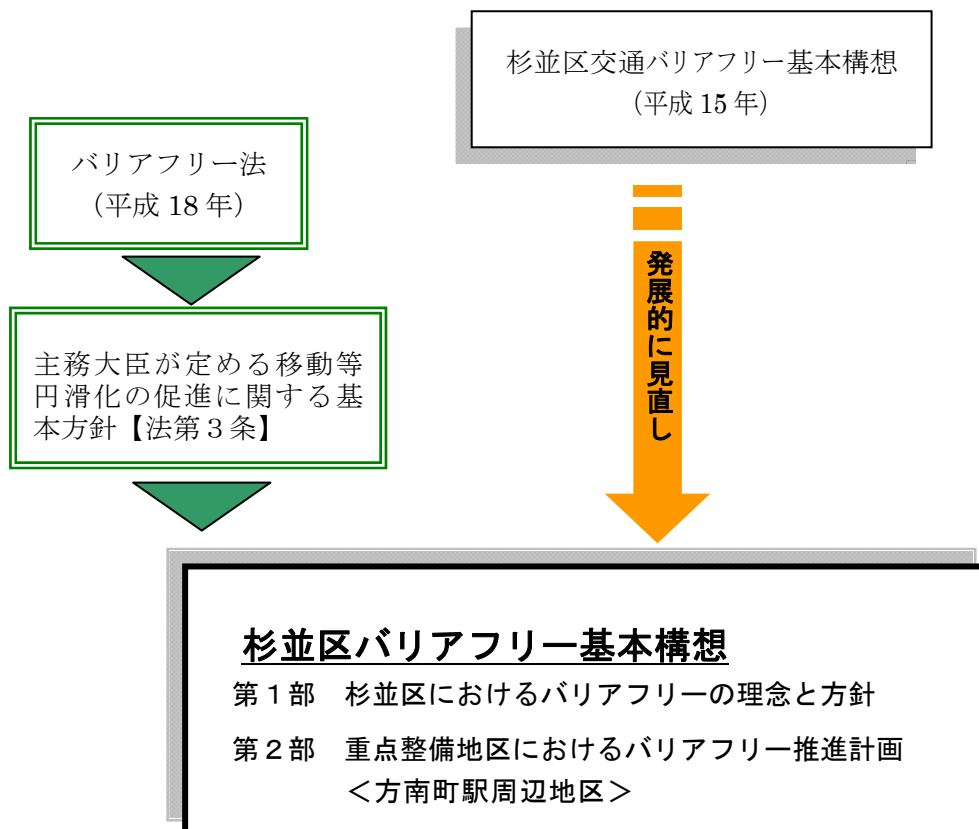 杉並区交通バリアフリー基本構想
（平成 15 年）
バリアフリー法
（平成 18 年）
発展的に見直し
主務大臣が定める移動等
円滑化の促進に関する基
本方針【法第３条】
杉並区バリアフリー基本構想
第１部　杉並区におけるバリアフリーの理念と方針
第２部　重点整備地区におけるバリアフリー推進計画
＜方南町駅周辺地区＞